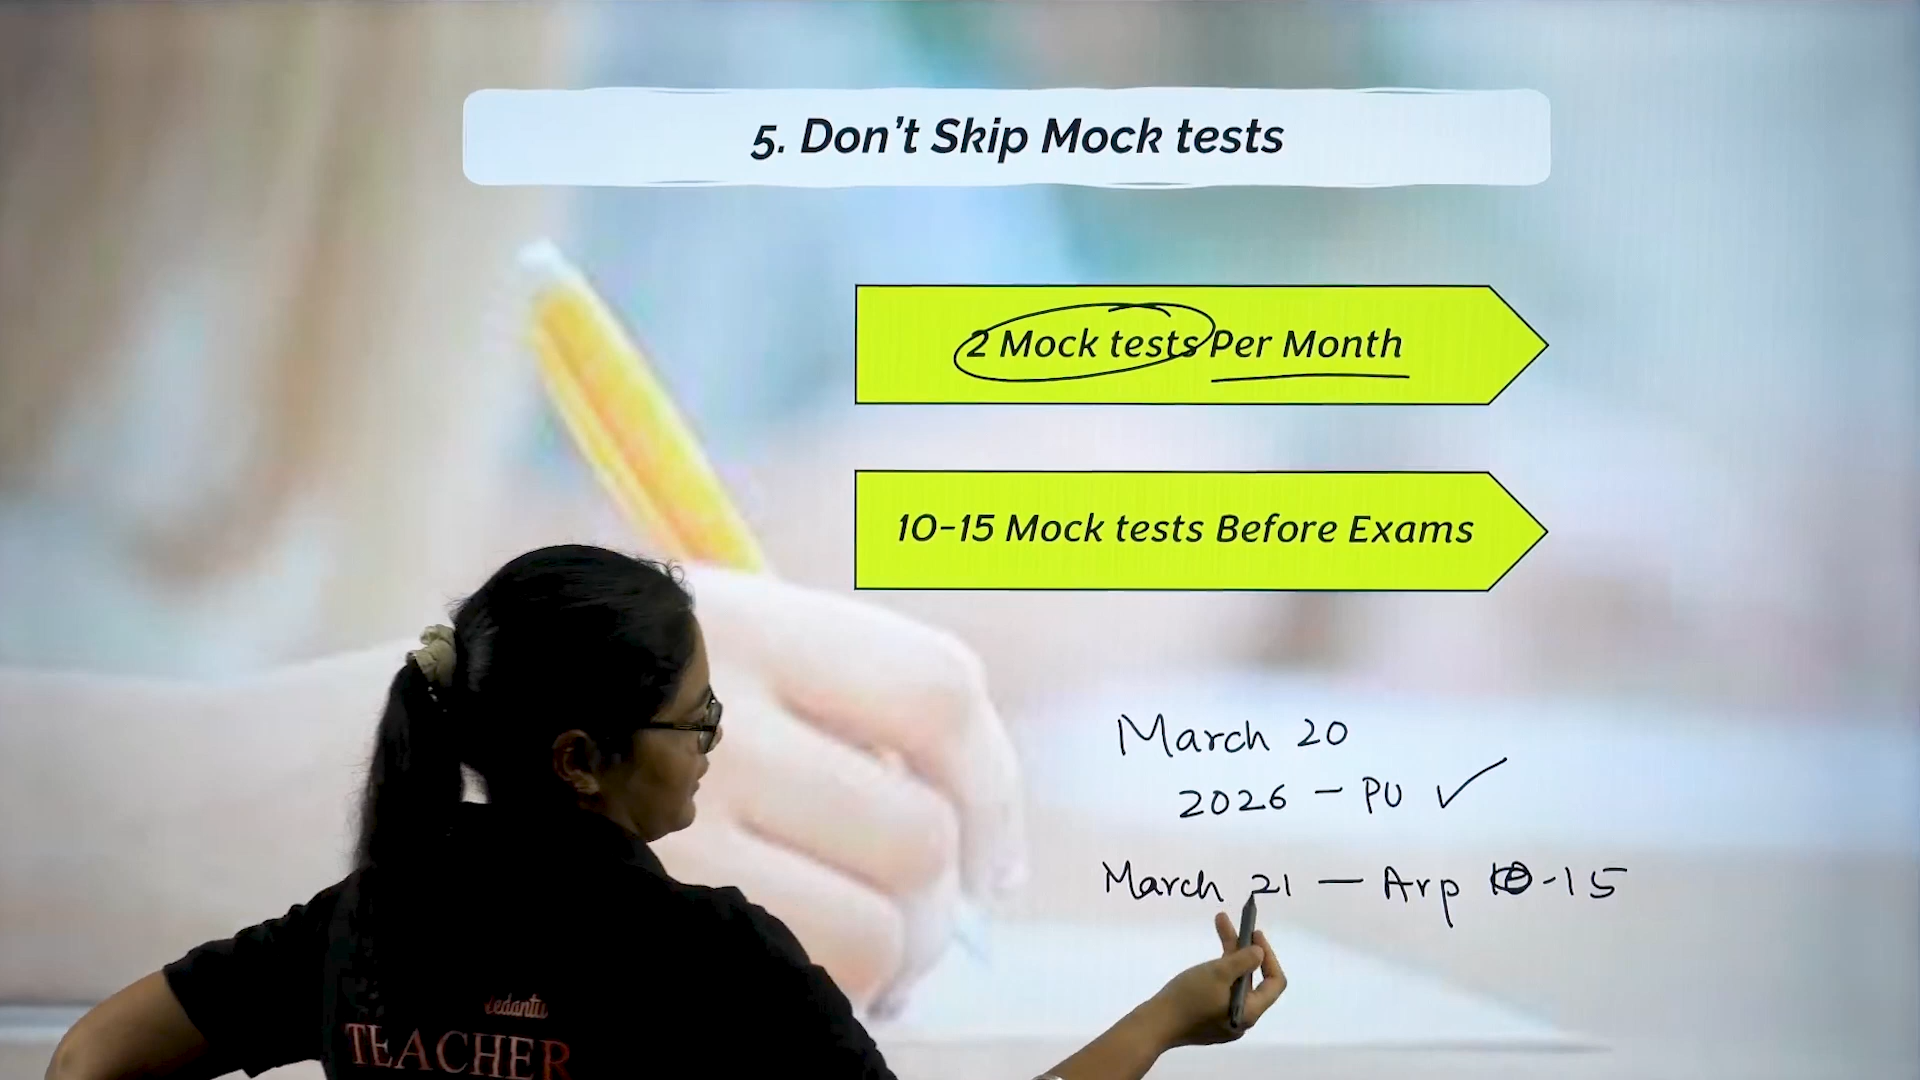 5. Don't Skip Mock tests
2 Mock tests Per Month
10-15 Mock tests Before Exams
March 20
2026 - PU ✓
March 21 - Arp -15
vedantu
TEACHER